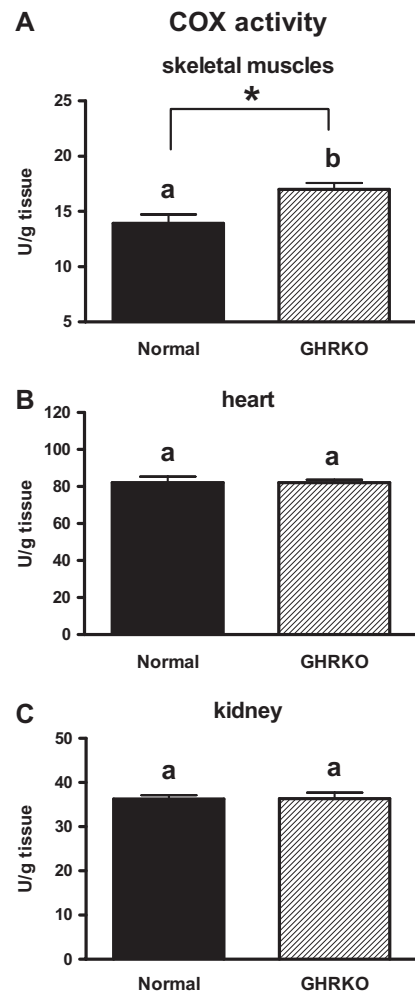 A COX activity
skeletal muscles
25
20
15
10
5
U/g tissue
*
a
b
Normal GHRKO
B heart
120
100
80
60
40
20
0
U/g tissue
a a
Normal GHRKO
C kidney
50
40
30
20
10
0
U/g tissue
a a
Normal GHRKO